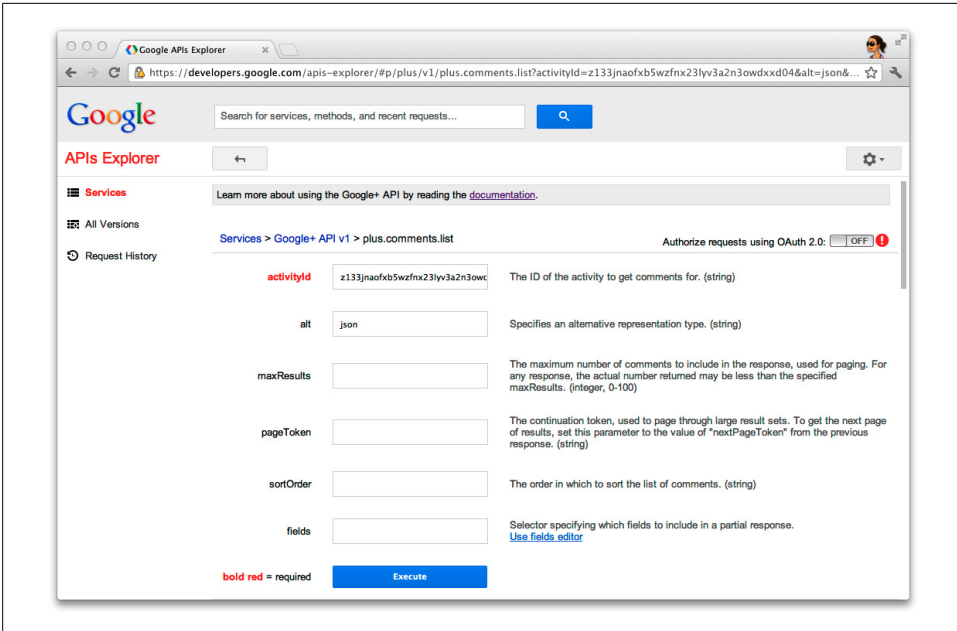 Google APIs Explorer
https://developers.google.com/apis-explorer/#p/plus/v1/plus.comments.list?activityId=z133jnaofxb5wzfnx23lyv3a2n3owdxxd04&alt=json&...
Google
Search for services, methods, and recent requests...
APIs Explorer
Services
All Versions
Request History
Learn more about using the Google+ API by reading the documentation.
Services > Google+ API v1 > plus.comments.list
Authorize requests using OAuth 2.0: OFF !
activityId
z133jnaofxb5wzfnx23lyv3a2n3owc
The ID of the activity to get comments for. (string)
alt
json
Specifies an alternative representation type. (string)
maxResults
The maximum number of comments to include in the response, used for paging. For
any response, the actual number returned may be less than the specified
maxResults. (integer, 0-100)
pageToken
The continuation token, used to page through large result sets. To get the next page
of results, set this parameter to the value of "nextPageToken" from the previous
response. (string)
sortOrder
The order in which to sort the list of comments. (string)
fields
Selector specifying which fields to include in a partial response.
Use fields editor
bold red = required
Execute